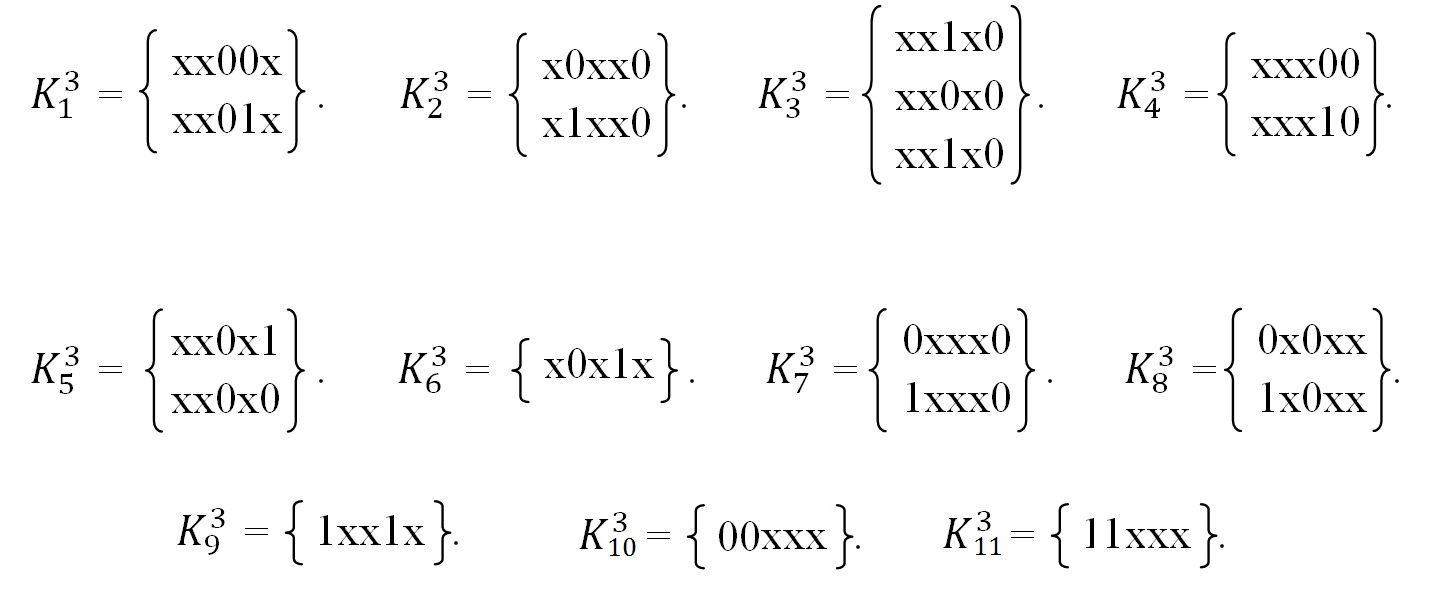 K_1^3 = { xx00x xx01x } . K_2^3 = { x0xx0 x1xx0 } . K_3^3 = { xx1x0 xx0x0 xx1x0 } . K_4^3 = { xxx00 xxx10 } .
K_5^3 = { xx0x1 xx0x0 } . K_6^3 = { x0x1x } . K_7^3 = { 0xxx0 1xxx0 } . K_8^3 = { 0x0xx 1x0xx } .
K_9^3 = { 1xx1x } . K_10^3 = { 00xxx } . K_11^3 = { 11xxx } .